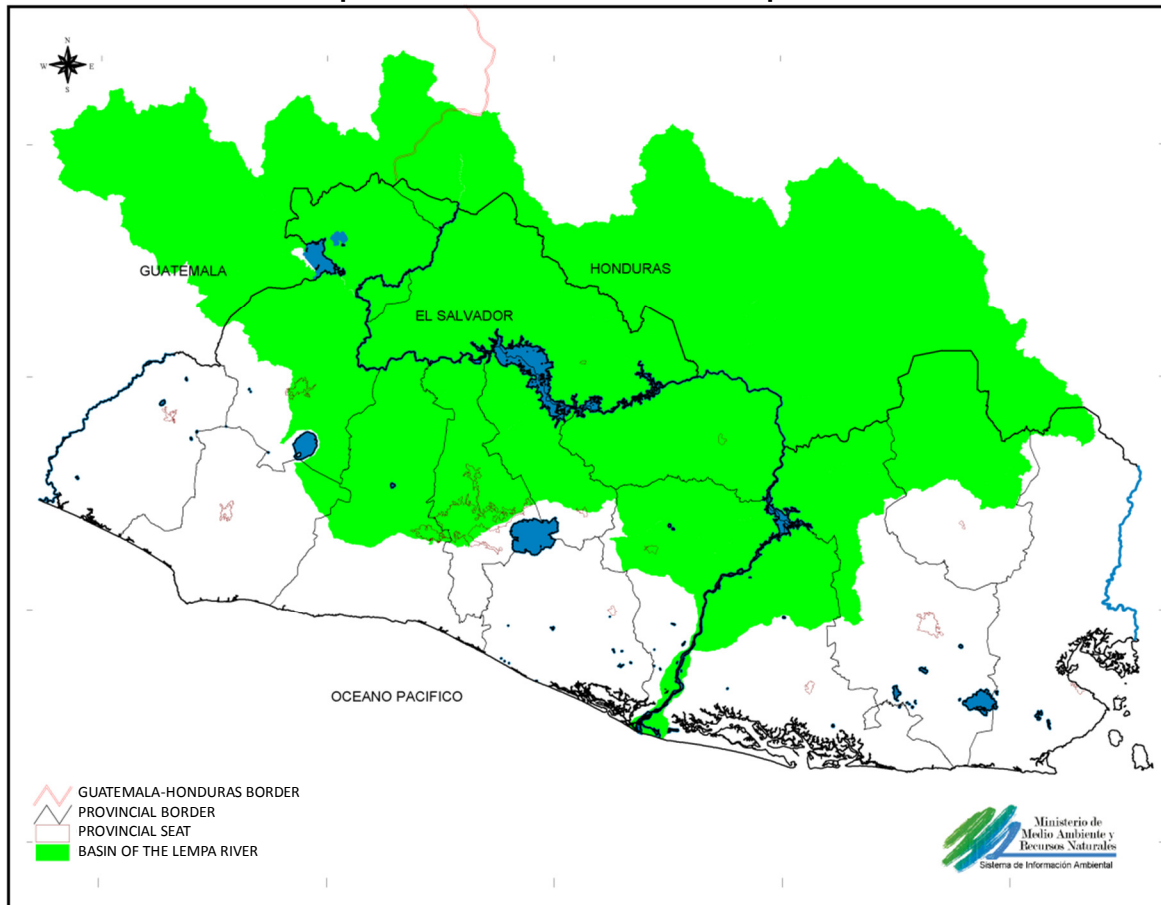 N
W E
S
GUATEMALA
HONDURAS
EL SALVADOR
OCEANO PACIFICO
GUATEMALA-HONDURAS BORDER
PROVINCIAL BORDER
PROVINCIAL SEAT
BASIN OF THE LEMPA RIVER
Ministerio de
Medio Ambiente y
Recursos Naturales
Sistema de Información Ambiental